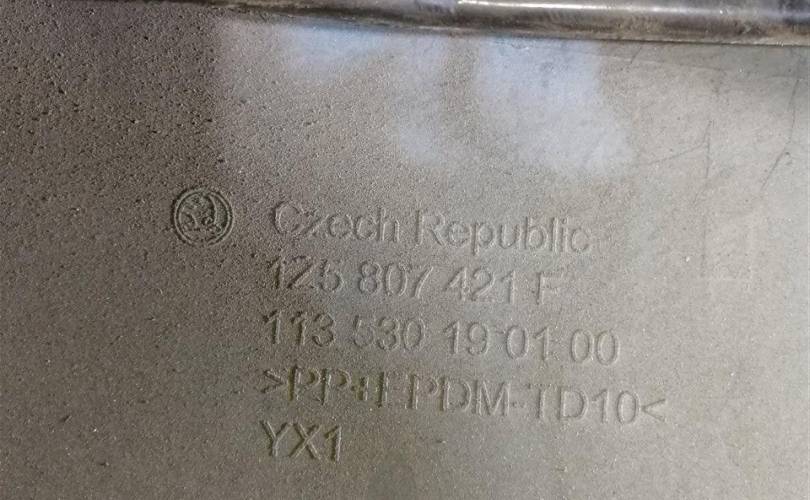 Czech Republic
1Z5 807 421 F
113 530 19 01 00
>PP+EPDM-TD10<
YX1